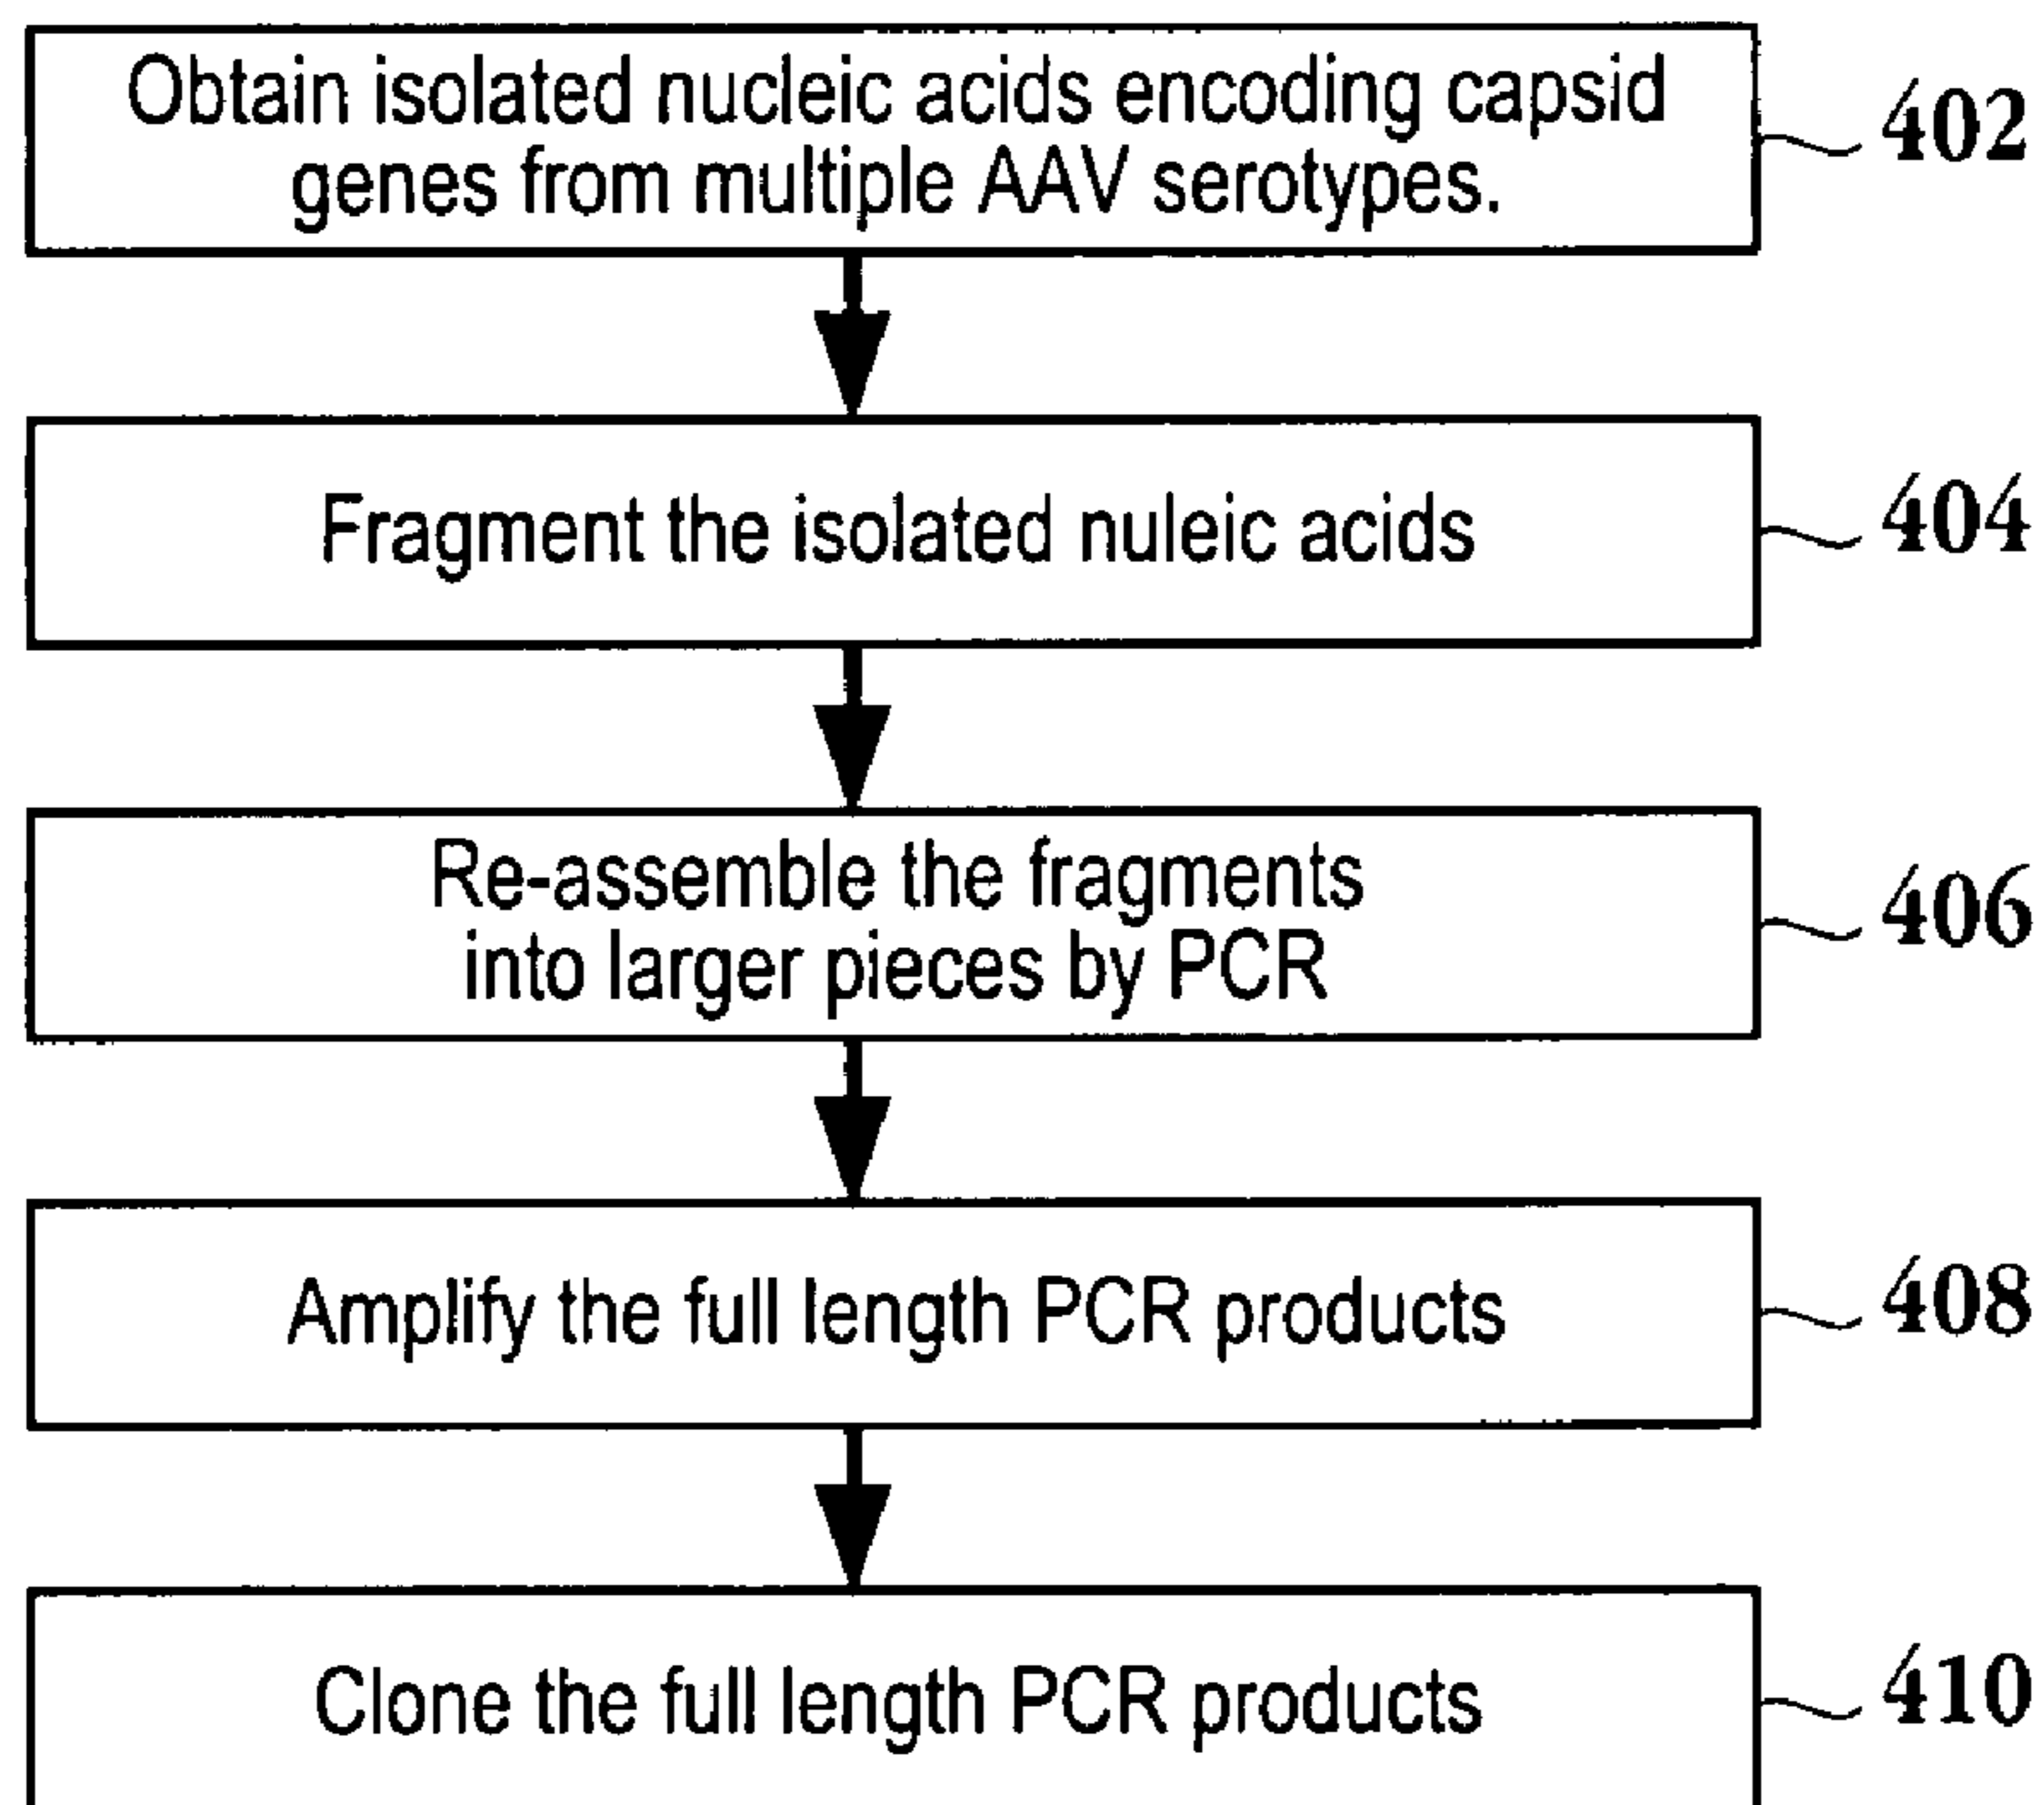 Obtain isolated nucleic acids encoding capsid
genes from multiple AAV serotypes.
402
Fragment the isolated nuleic acids
404
Re-assemble the fragments
into larger pieces by PCR
406
Amplify the full length PCR products
408
Clone the full length PCR products
410